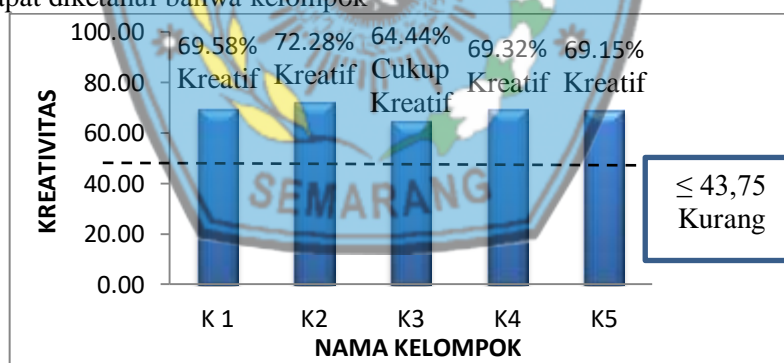 apat diketahui bahwa kelompok
100.00
80.00
60.00
40.00
20.00
0.00
KREATIVITAS
69.58%
Kreatif
72.28%
Kreatif
64.44%
Cukup
Kreatif
69.32%
Kreatif
69.15%
Kreatif
SEMARANG
≤ 43,75
Kurang
K 1 K2 K3 K4 K5
NAMA KELOMPOK